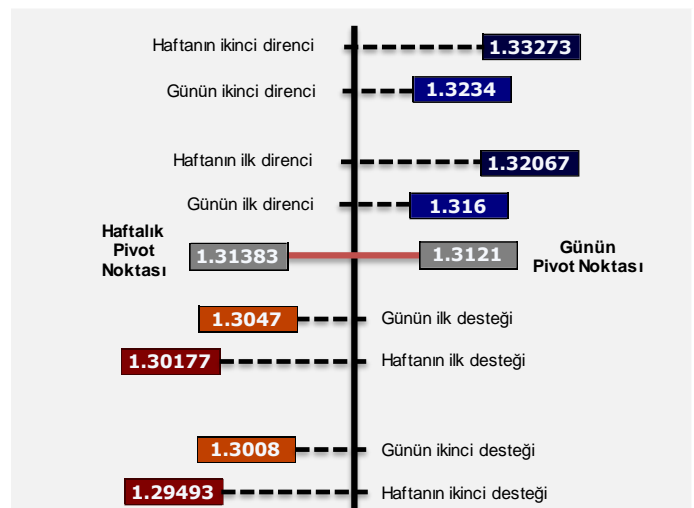 Haftanın ikinci direnci
1.33273
Günün ikinci direnci
1.3234
Haftanın ilk direnci
1.32067
Günün ilk direnci
1.316
Haftalık
Pivot
Noktası
1.31383
1.3121
Günün
Pivot Noktası
1.3047
Günün ilk desteği
1.30177
Haftanın ilk desteği
1.3008
Günün ikinci desteği
1.29493
Haftanın ikinci desteği